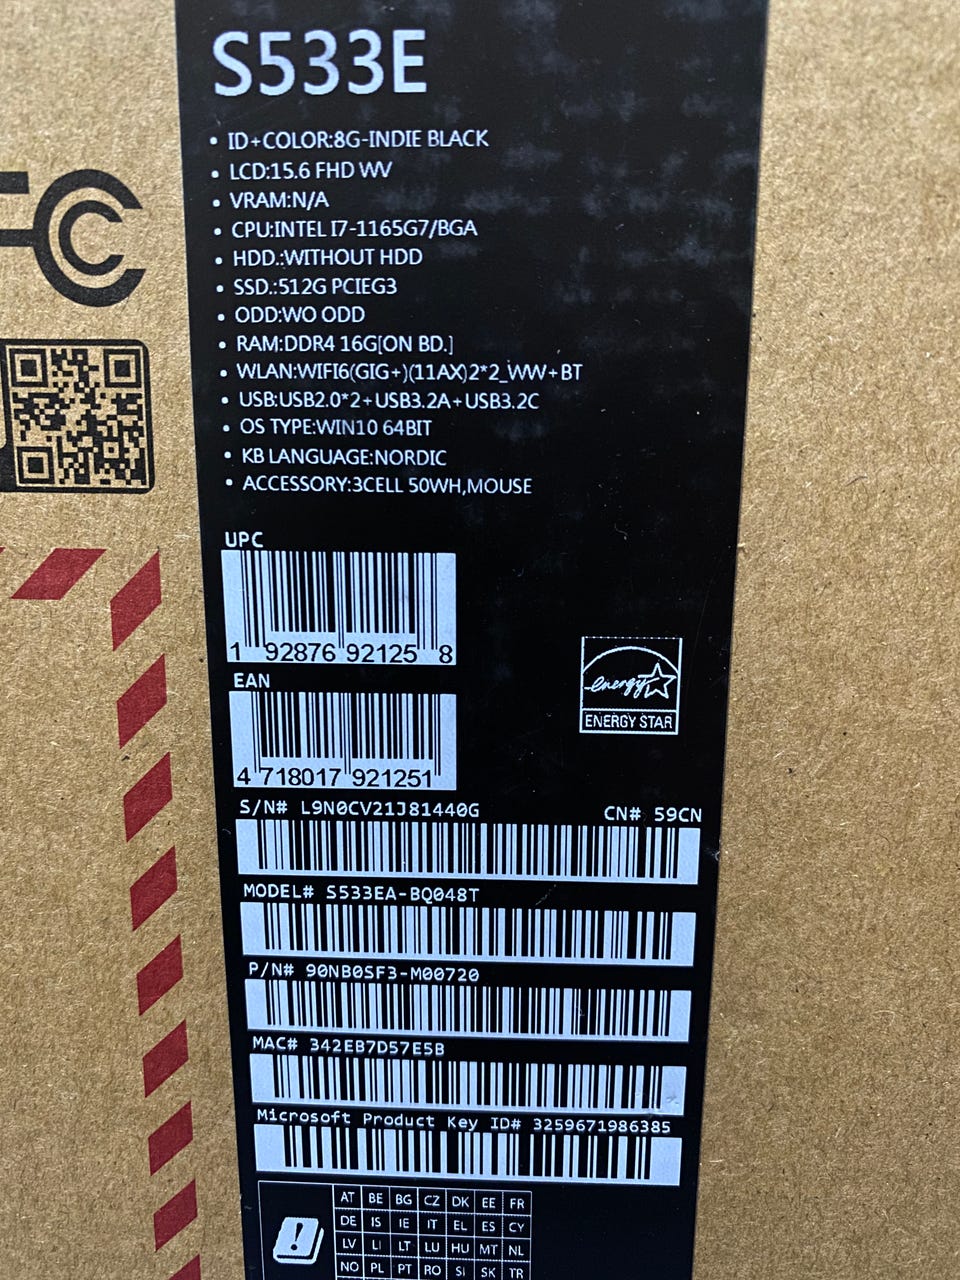 S533E
• ID+COLOR:8G-INDIE BLACK
• LCD:15.6 FHD WV
• VRAM:N/A
• CPU:INTEL I7-1165G7/BGA
• HDD.:WITHOUT HDD
• SSD.:512G PCIEG3
• ODD:WO ODD
• RAM:DDR4 16G[ON BD.]
• WLAN:WIFI6(GIG+)(11AX)2*2_WW+BT
• USB:USB2.0*2+USB3.2A+USB3.2C
• OS TYPE:WIN10 64BIT
• KB LANGUAGE:NORDIC
• ACCESSORY:3CELL 50WH,MOUSE
UPC
1 92876 92125 8
EAN
4 718017 921251
energy
ENERGY STAR
S/N# L9N0CV21J81440G CN# 59CN
MODEL# S533EA-BQ048T
P/N# 90NB0SF3-M00720
MAC# 342EB7D57E5B
Microsoft Product Key ID# 3259671986385
AT BE BG CZ DK EE FR
DE IS IE IT EL ES CY
LV LI LT LU HU MT NL
NO PL PT RO SI SK TR